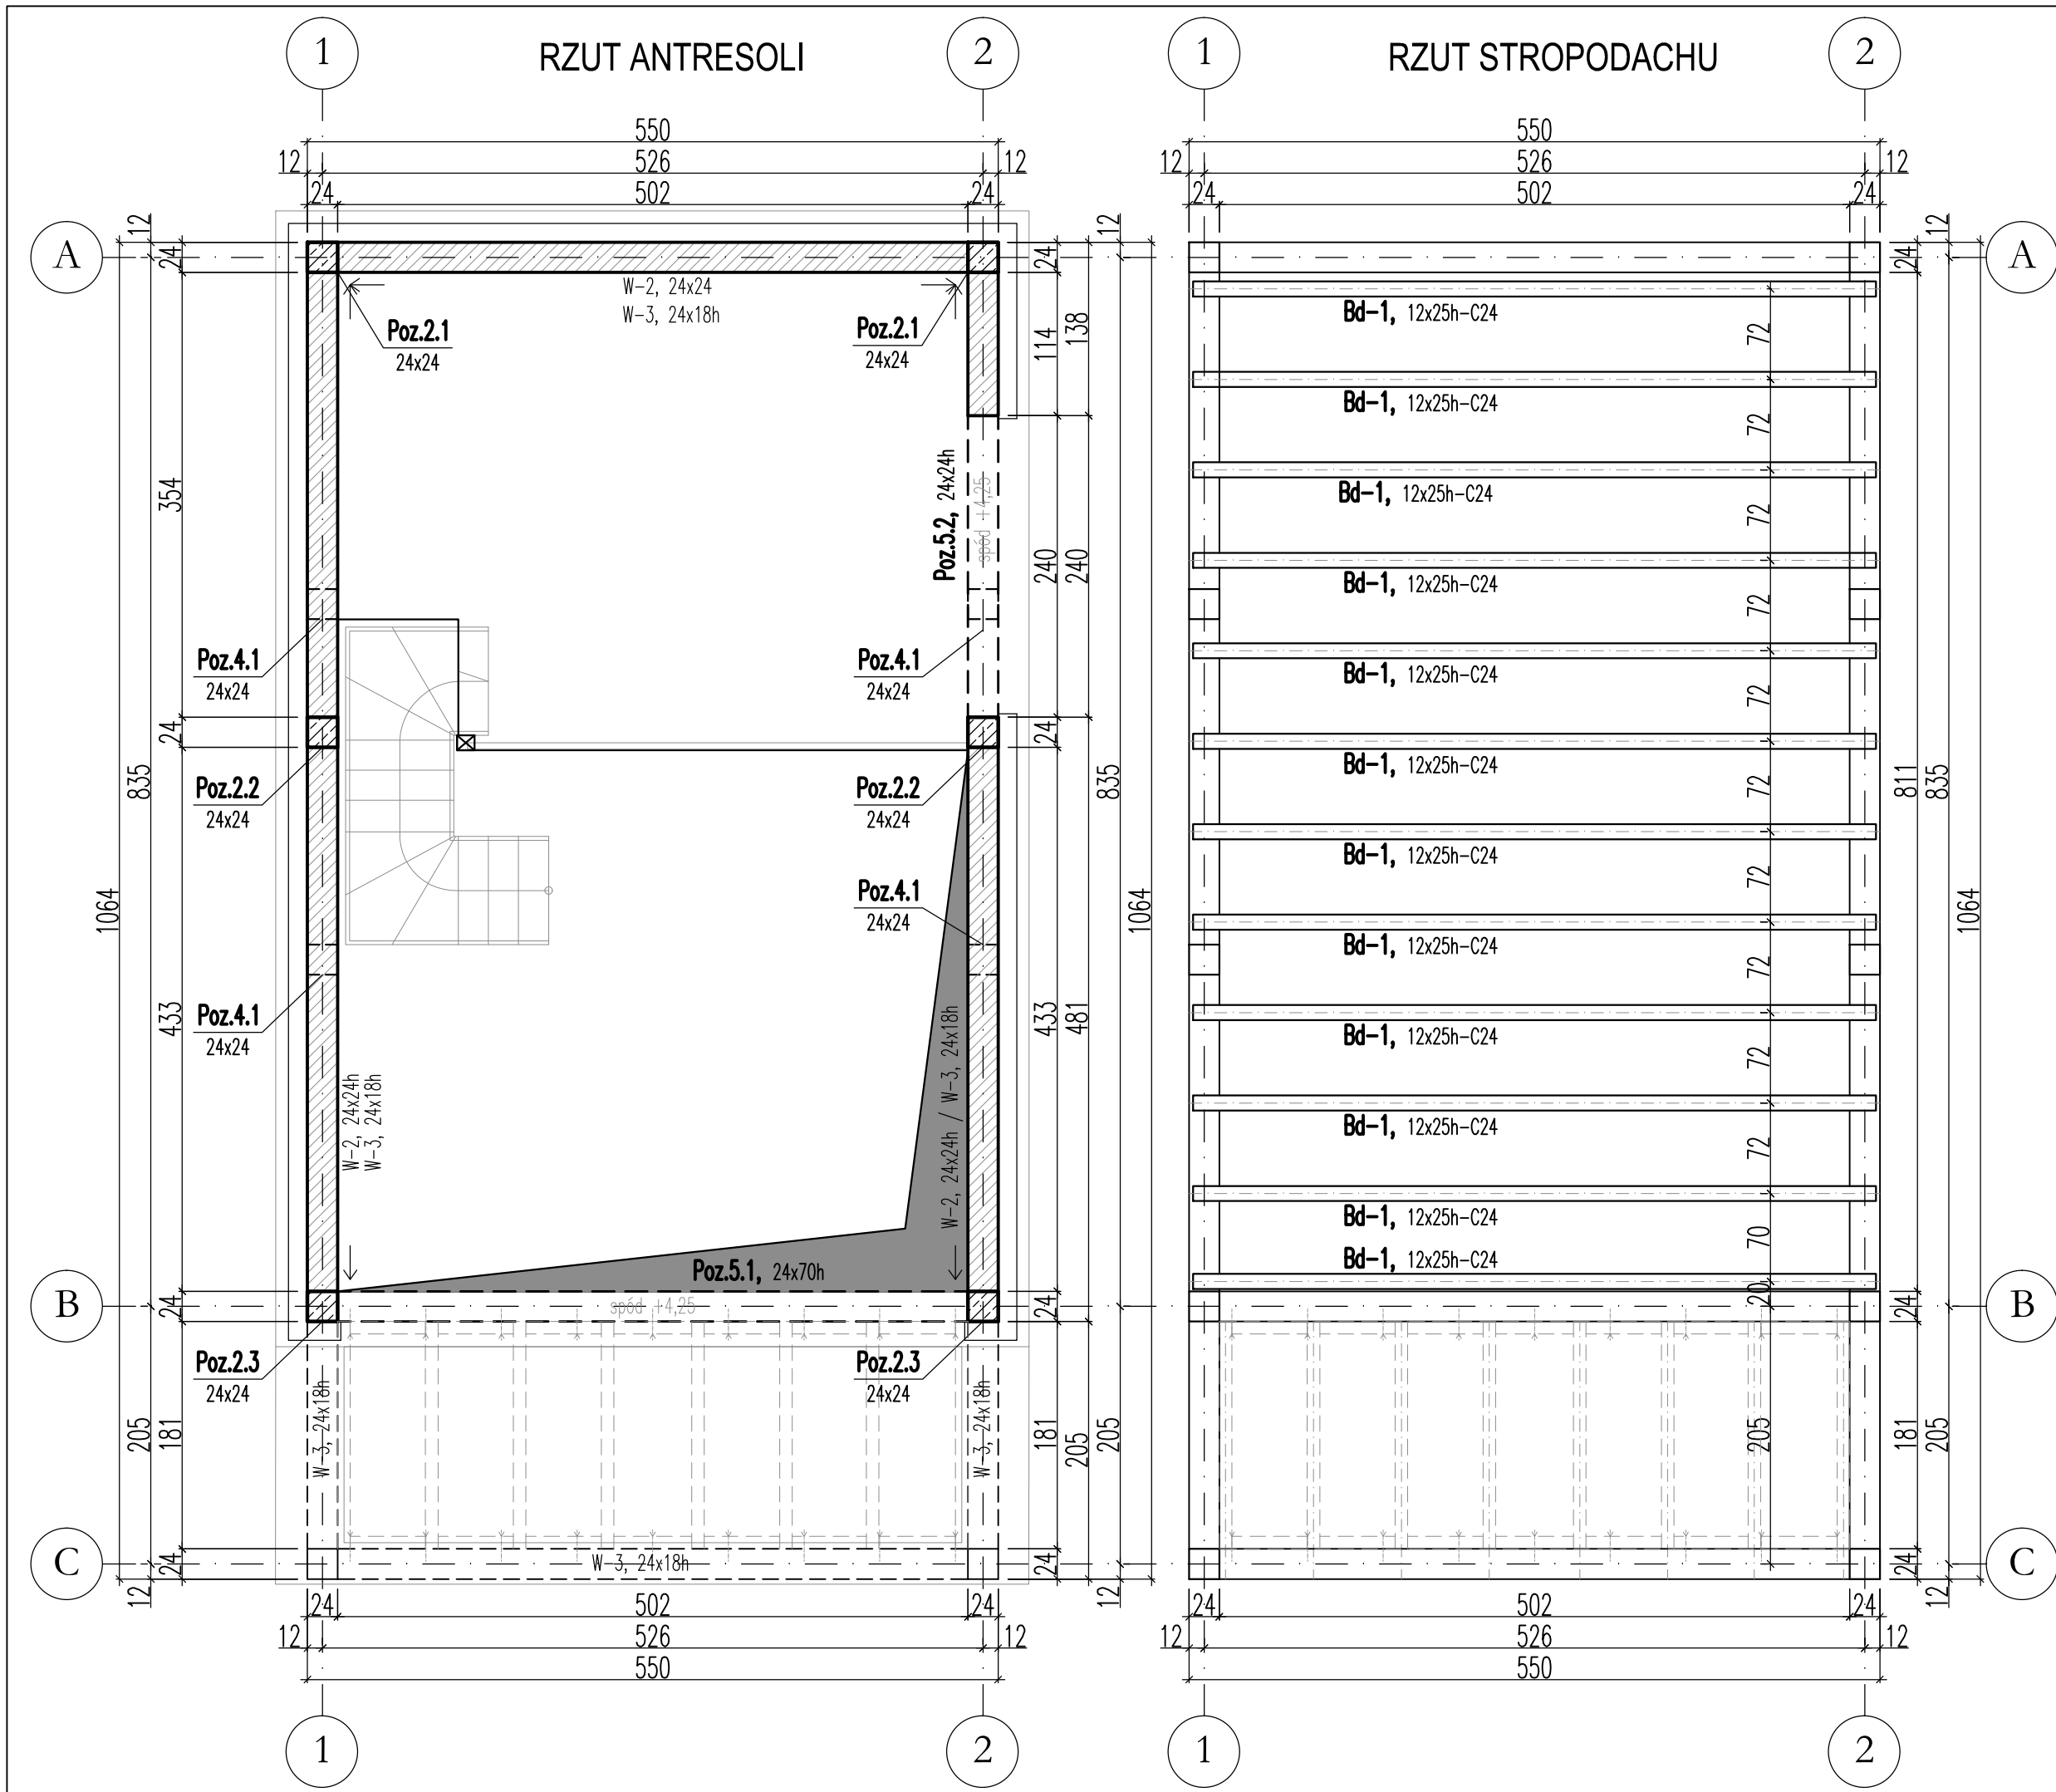 1
RZUT ANTRESOLI
2
1
RZUT STROPODACHU
2
550
12 526 12
24 502 24
550
12 526 12
24 502 24
A
A
12
24
354
24
835
433
1064
24
205
181
24
12
W-2, 24x24
W-3, 24x18h
Poz.2.1
24x24
Poz.2.1
24x24
Poz.5.2, 24x24h
spód +4,25
Poz.4.1
24x24
Poz.4.1
24x24
Poz.2.2
24x24
Poz.2.2
24x24
Poz.4.1
24x24
Poz.4.1
24x24
W-2, 24x24h
W-3, 24x18h
W-2, 24x24h / W-3, 24x18h
Poz.5.1, 24x70h
B
spód +4,25
Poz.2.3
24x24
Poz.2.3
24x24
W-3, 24x18h
W-3, 24x18h
C
W-3, 24x18h
24
114
240
24
433
24
181
24
138
240
481
205
12
835
205
12
1064
Bd-1, 12x25h-C24
72
Bd-1, 12x25h-C24
72
Bd-1, 12x25h-C24
72
Bd-1, 12x25h-C24
72
Bd-1, 12x25h-C24
72
Bd-1, 12x25h-C24
72
Bd-1, 12x25h-C24
72
Bd-1, 12x25h-C24
72
Bd-1, 12x25h-C24
72
Bd-1, 12x25h-C24
72
Bd-1, 12x25h-C24
70
Bd-1, 12x25h-C24
20
205
24
811
24
181
24
12
835
205
12
1064
B
C
24 502 24
12 526 12
550
24 502 24
12 526 12
550
1
2
1
2